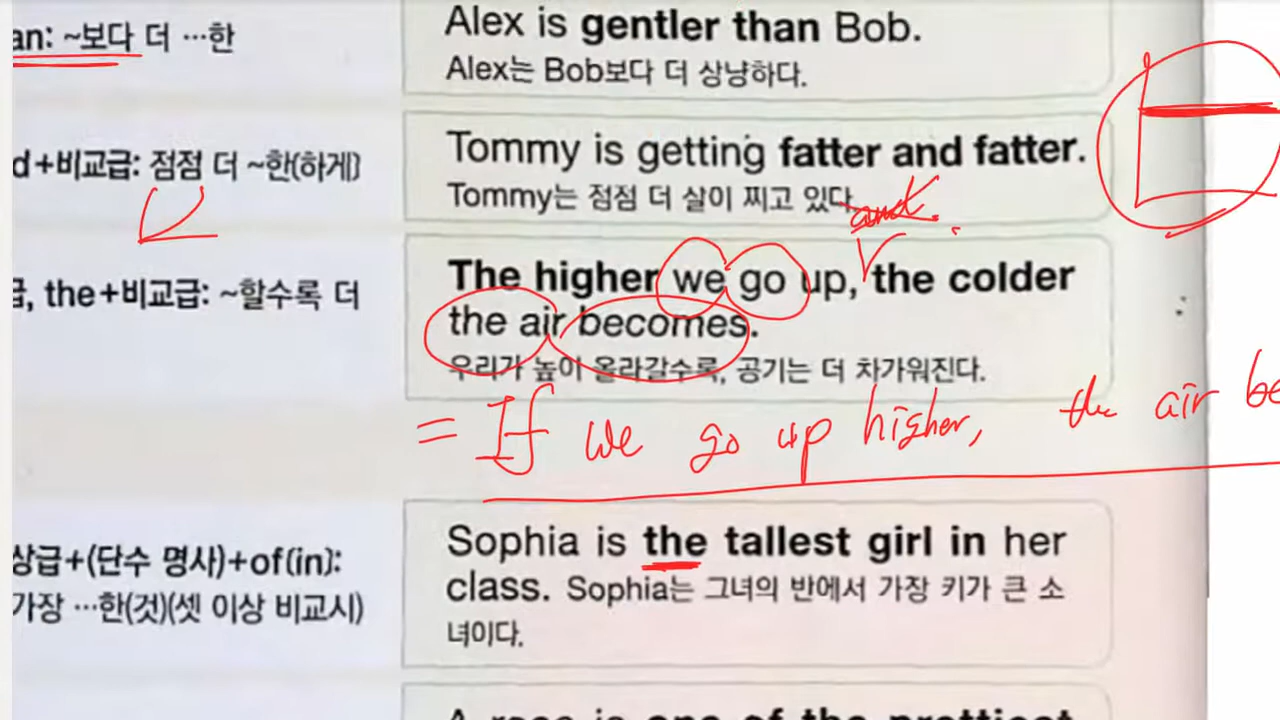 an: ~보다 더 …한
Alex is gentler than Bob.
Alex는 Bob보다 더 상냥하다.
d+비교급: 점점 더 ~한(하게)
Tommy is getting fatter and fatter.
Tommy는 점점 더 살이 찌고 있다.
and
급, the+비교급: ~할수록 더
The higher we go up, the colder
the air becomes.
우리가 높이 올라갈수록, 공기는 더 차가워진다.
= If we go up higher, the air be
상급+(단수 명사)+of(in):
가장 …한(것)(셋 이상 비교시)
Sophia is the tallest girl in her
class. Sophia는 그녀의 반에서 가장 키가 큰 소
녀이다.
A rose is one of the prettiest